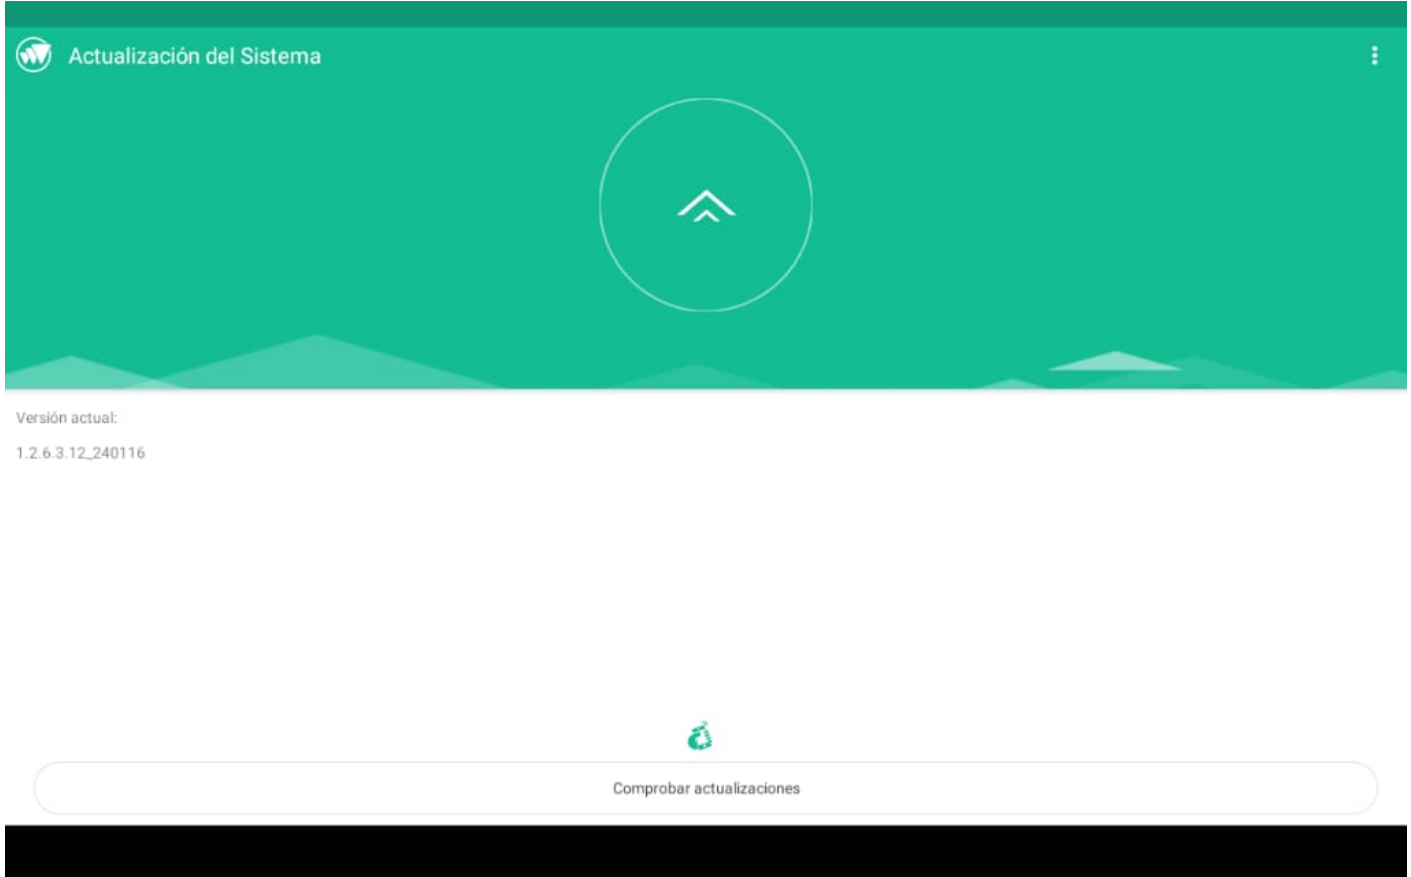 Actualización del Sistema
Versión actual:
1.2.6.3.12_240116
Comprobar actualizaciones